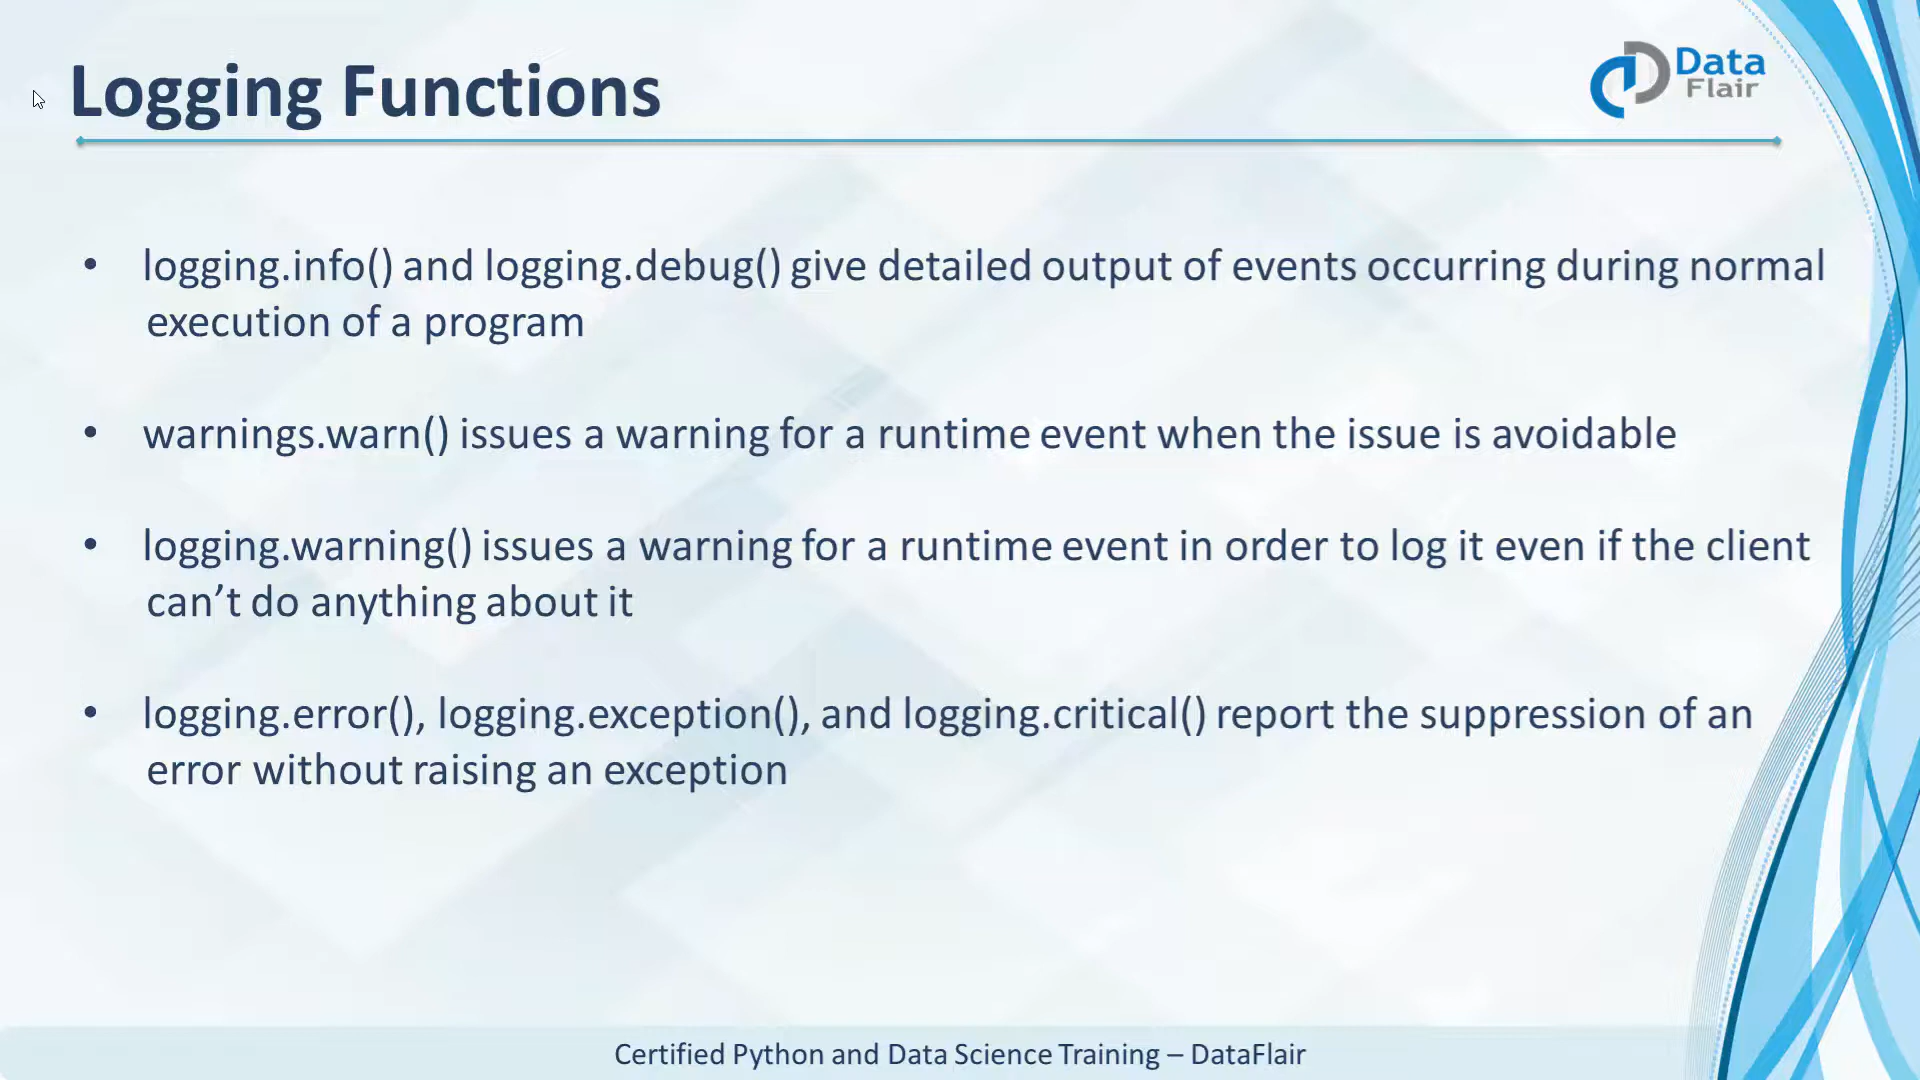 Logging Functions
Data
Flair
• logging.info() and logging.debug() give detailed output of events occurring during normal
execution of a program
• warnings.warn() issues a warning for a runtime event when the issue is avoidable
• logging.warning() issues a warning for a runtime event in order to log it even if the client
can’t do anything about it
• logging.error(), logging.exception(), and logging.critical() report the suppression of an
error without raising an exception
Certified Python and Data Science Training – DataFlair